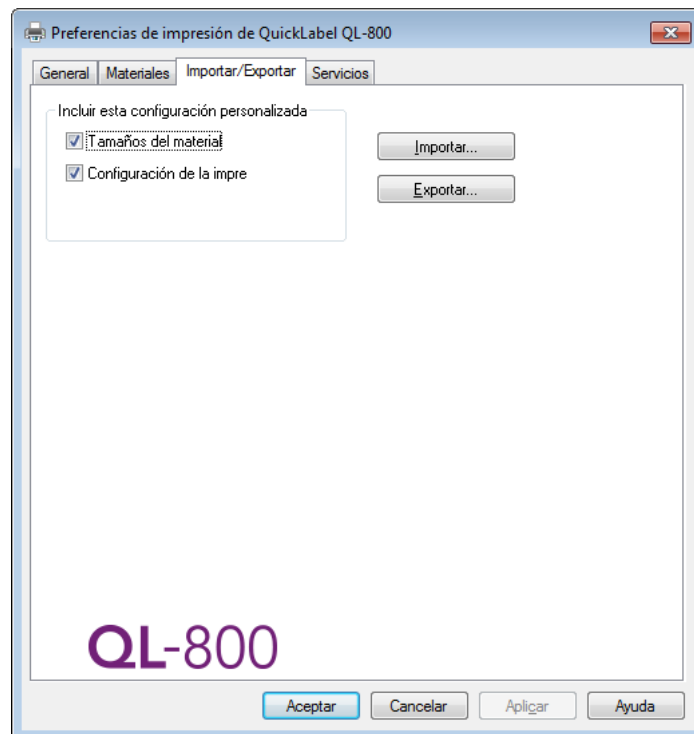 Preferencias de impresión de QuickLabel QL-800
General Materiales Importar/Exportar Servicios
Incluir esta configuración personalizada
Tamaños del material
Importar...
Configuración de la impre
Exportar...
QL-800
Aceptar Cancelar Aplicar Ayuda